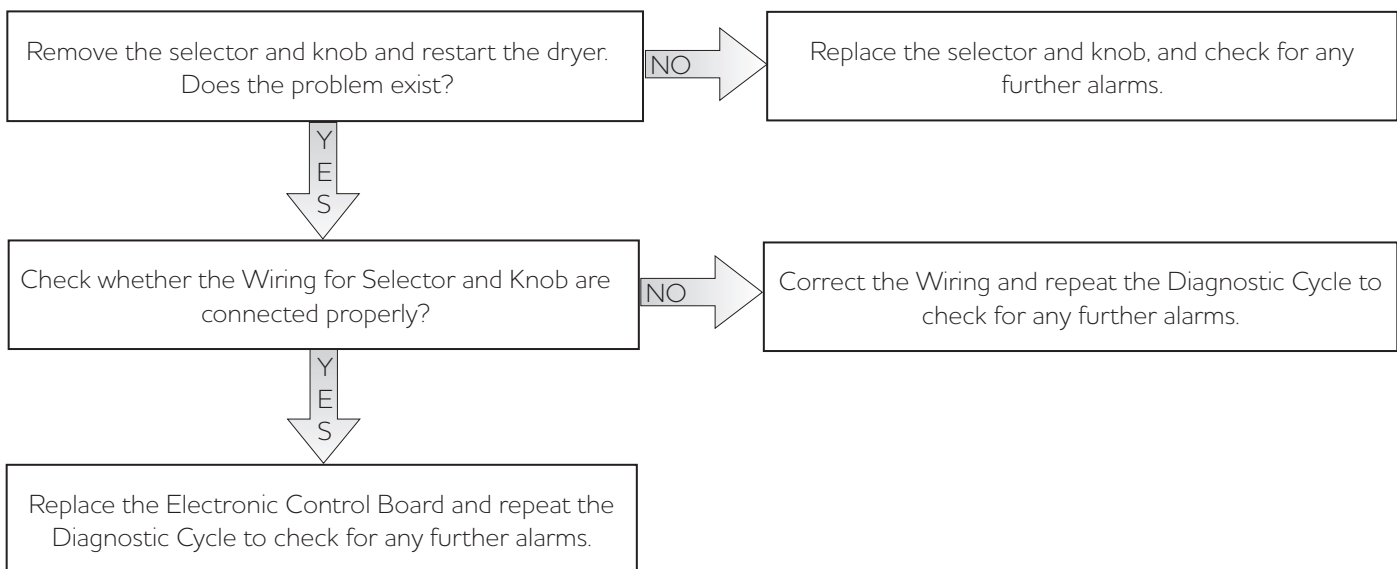 Remove the selector and knob and restart the dryer.
Does the problem exist?
NO
Replace the selector and knob, and check for any
further alarms.
YES
Check whether the Wiring for Selector and Knob are
connected properly?
NO
Correct the Wiring and repeat the Diagnostic Cycle to
check for any further alarms.
YES
Replace the Electronic Control Board and repeat the
Diagnostic Cycle to check for any further alarms.